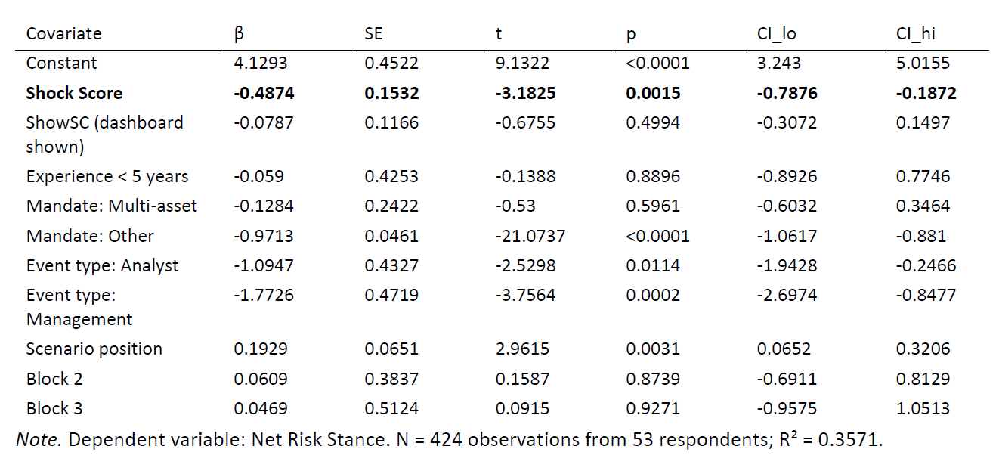 Covariate β SE t p CI_lo CI_hi
Constant 4.1293 0.4522 9.1322 <0.0001 3.243 5.0155
Shock Score -0.4874 0.1532 -3.1825 0.0015 -0.7876 -0.1872
ShowSC (dashboard -0.0787 0.1166 -0.6755 0.4994 -0.3072 0.1497
shown)
Experience < 5 years -0.059 0.4253 -0.1388 0.8896 -0.8926 0.7746
Mandate: Multi-asset -0.1284 0.2422 -0.53 0.5961 -0.6032 0.3464
Mandate: Other -0.9713 0.0461 -21.0737 <0.0001 -1.0617 -0.881
Event type: Analyst -1.0947 0.4327 -2.5298 0.0114 -1.9428 -0.2466
Event type: -1.7726 0.4719 -3.7564 0.0002 -2.6974 -0.8477
Management
Scenario position 0.1929 0.0651 2.9615 0.0031 0.0652 0.3206
Block 2 0.0609 0.3837 0.1587 0.8739 -0.6911 0.8129
Block 3 0.0469 0.5124 0.0915 0.9271 -0.9575 1.0513
Note. Dependent variable: Net Risk Stance. N = 424 observations from 53 respondents; R² = 0.3571.